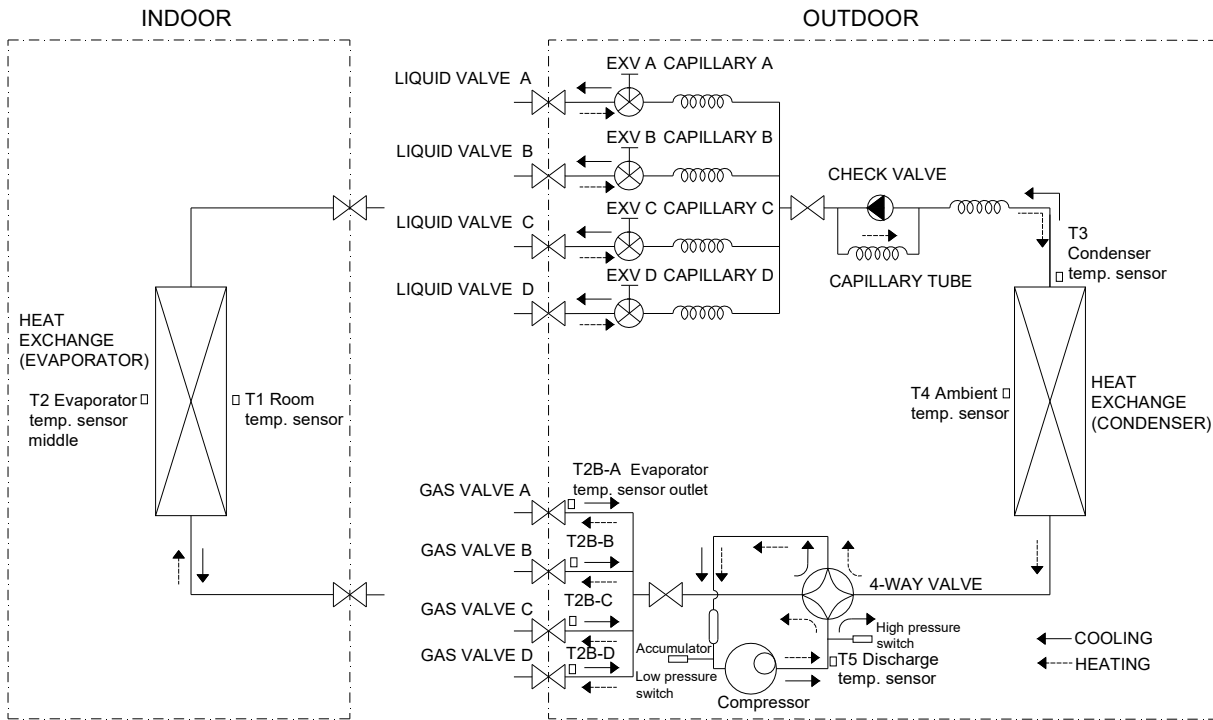 INDOOR
OUTDOOR
LIQUID VALVE A
EXV A CAPILLARY A
LIQUID VALVE B
EXV B CAPILLARY B
LIQUID VALVE C
EXV C CAPILLARY C
LIQUID VALVE D
EXV D CAPILLARY D
CHECK VALVE
CAPILLARY TUBE
T3
Condenser
temp. sensor
HEAT
EXCHANGE
(EVAPORATOR)
T2 Evaporator
temp. sensor
middle
T1 Room
temp. sensor
T4 Ambient
temp. sensor
HEAT
EXCHANGE
(CONDENSER)
GAS VALVE A
T2B-A Evaporator
temp. sensor outlet
GAS VALVE B
T2B-B
GAS VALVE C
T2B-C
GAS VALVE D
T2B-D
4-WAY VALVE
High pressure
switch
Accumulator
Low pressure
switch
T5 Discharge
temp. sensor
Compressor
COOLING
HEATING